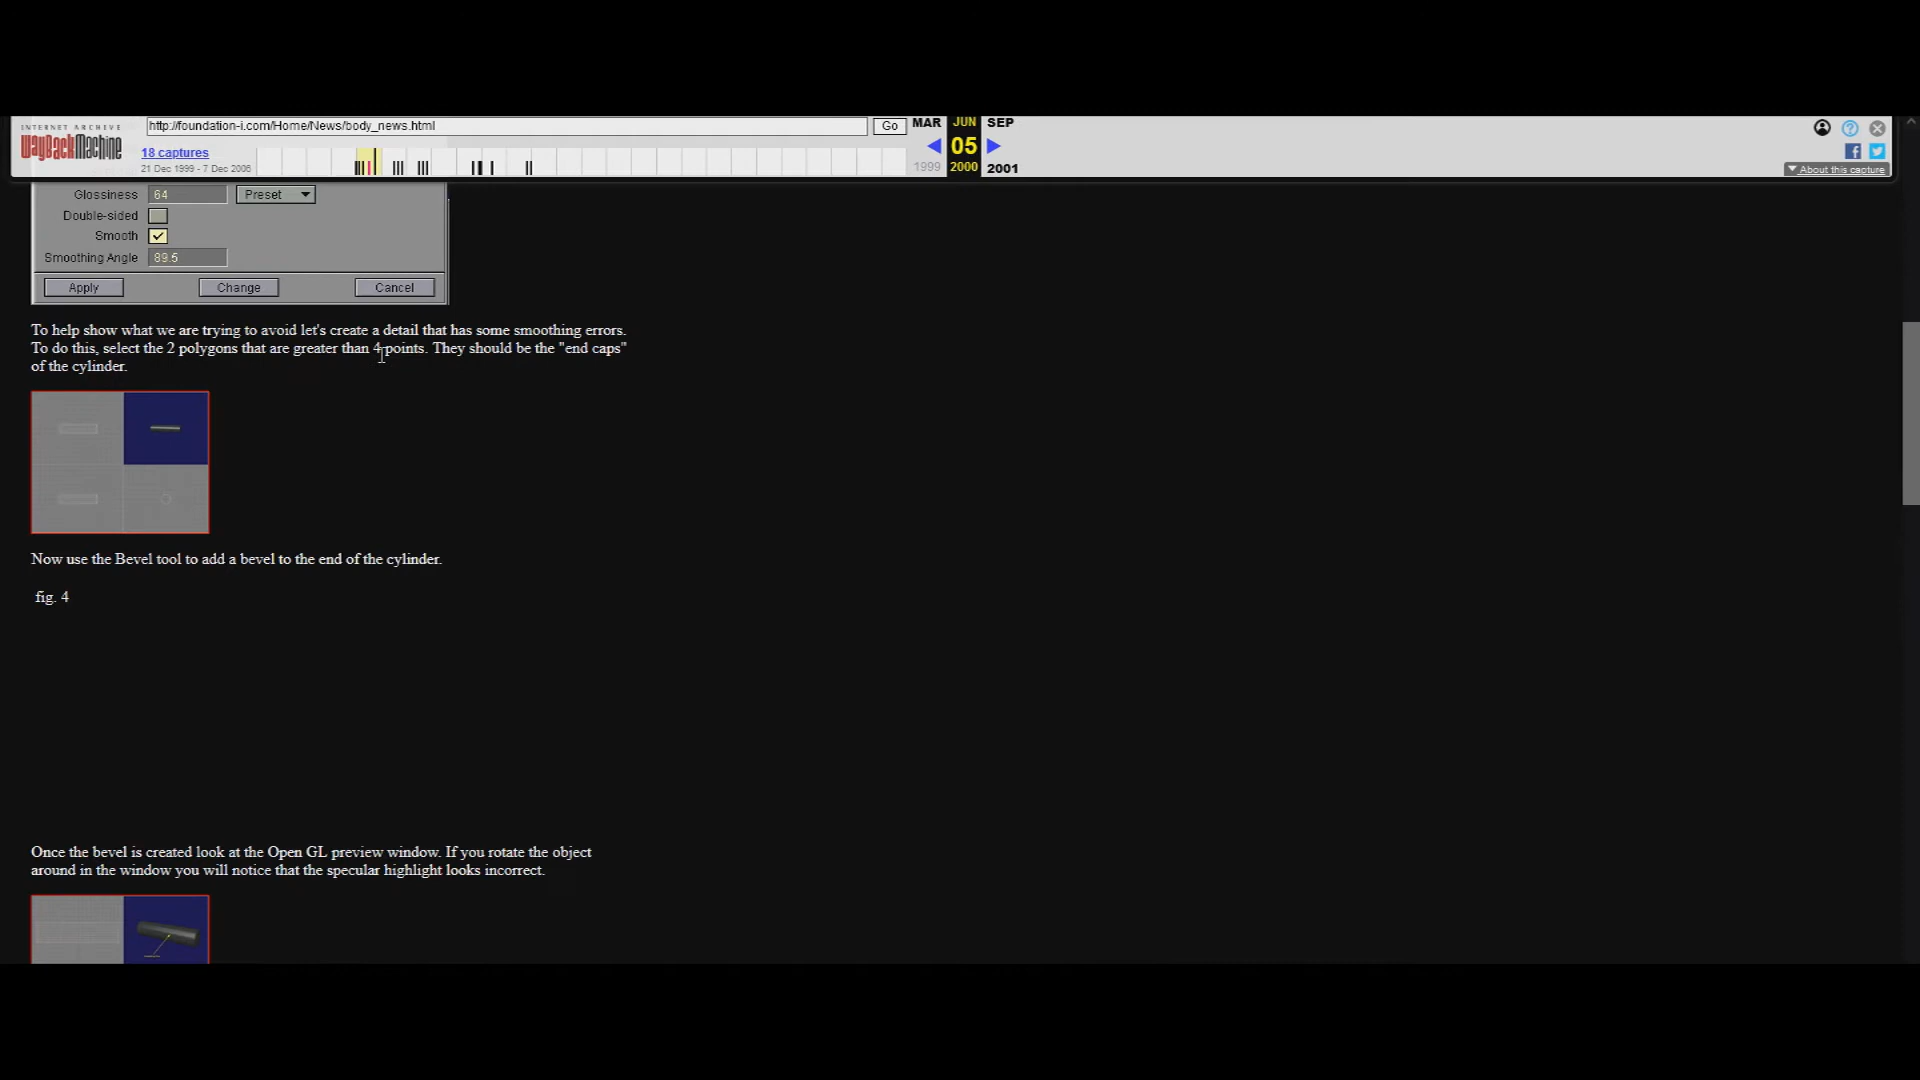 INTERNET ARCHIVE
WayBackMachine
http://foundation-i.com/Home/News/body_news.html
Go
MAR
JUN
SEP
18 captures
05
21 Dec 1999 - 7 Dec 2006
1999
2000
2001
About this capture
Glossiness 64 Preset
Double-sided
Smooth
Smoothing Angle 89.5
Apply Change Cancel
To help show what we are trying to avoid let's create a detail that has some smoothing errors.
To do this, select the 2 polygons that are greater than 4 points. They should be the "end caps"
of the cylinder.
Now use the Bevel tool to add a bevel to the end of the cylinder.
fig. 4
Once the bevel is created look at the Open GL preview window. If you rotate the object
around in the window you will notice that the specular highlight looks incorrect.